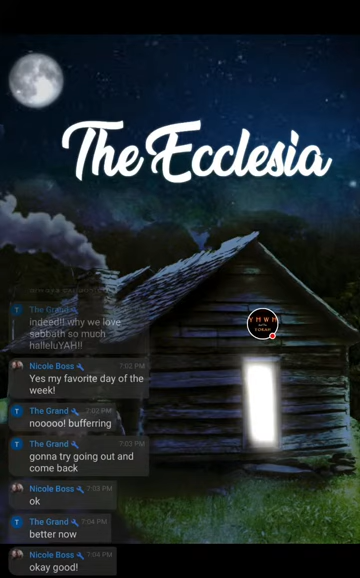 The Ecclesia
The Grand
indeed!! why we love
sabbath so much
halleluYAH!!
Y M W M
WITH
YOKAH
Nicole Boss 7:02 PM
Yes my favorite day of the
week!
The Grand 7:02 PM
nooooo! bufferring
The Grand 7:03 PM
gonna try going out and
come back
Nicole Boss 7:03 PM
ok
The Grand 7:04 PM
better now
Nicole Boss 7:04 PM
okay good!